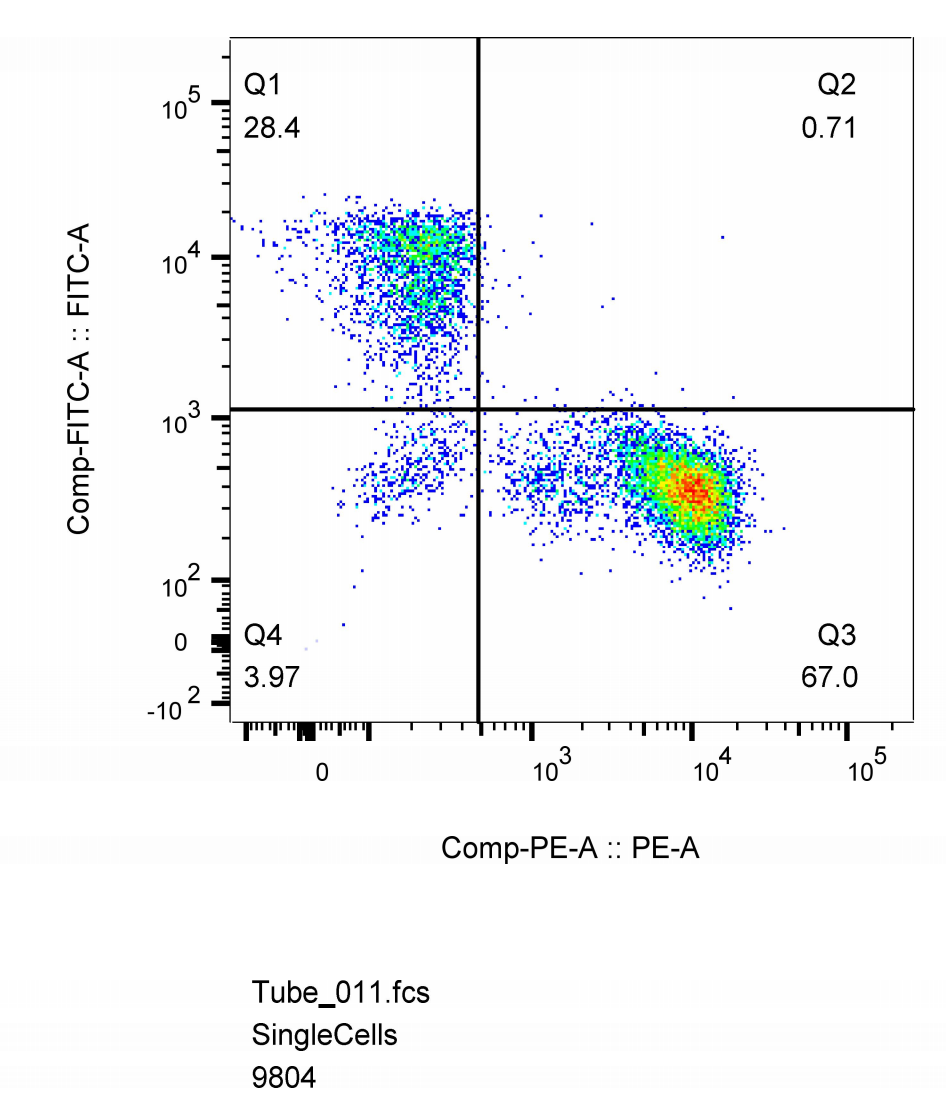 Q1
28.4
Q2
0.71
10^5
10^4
10^3
10^2
0
-10^2
Comp-FITC-A :: FITC-A
Q4
3.97
Q3
67.0
0
10^3
10^4
10^5
Comp-PE-A :: PE-A
Tube_011.fcs
SingleCells
9804